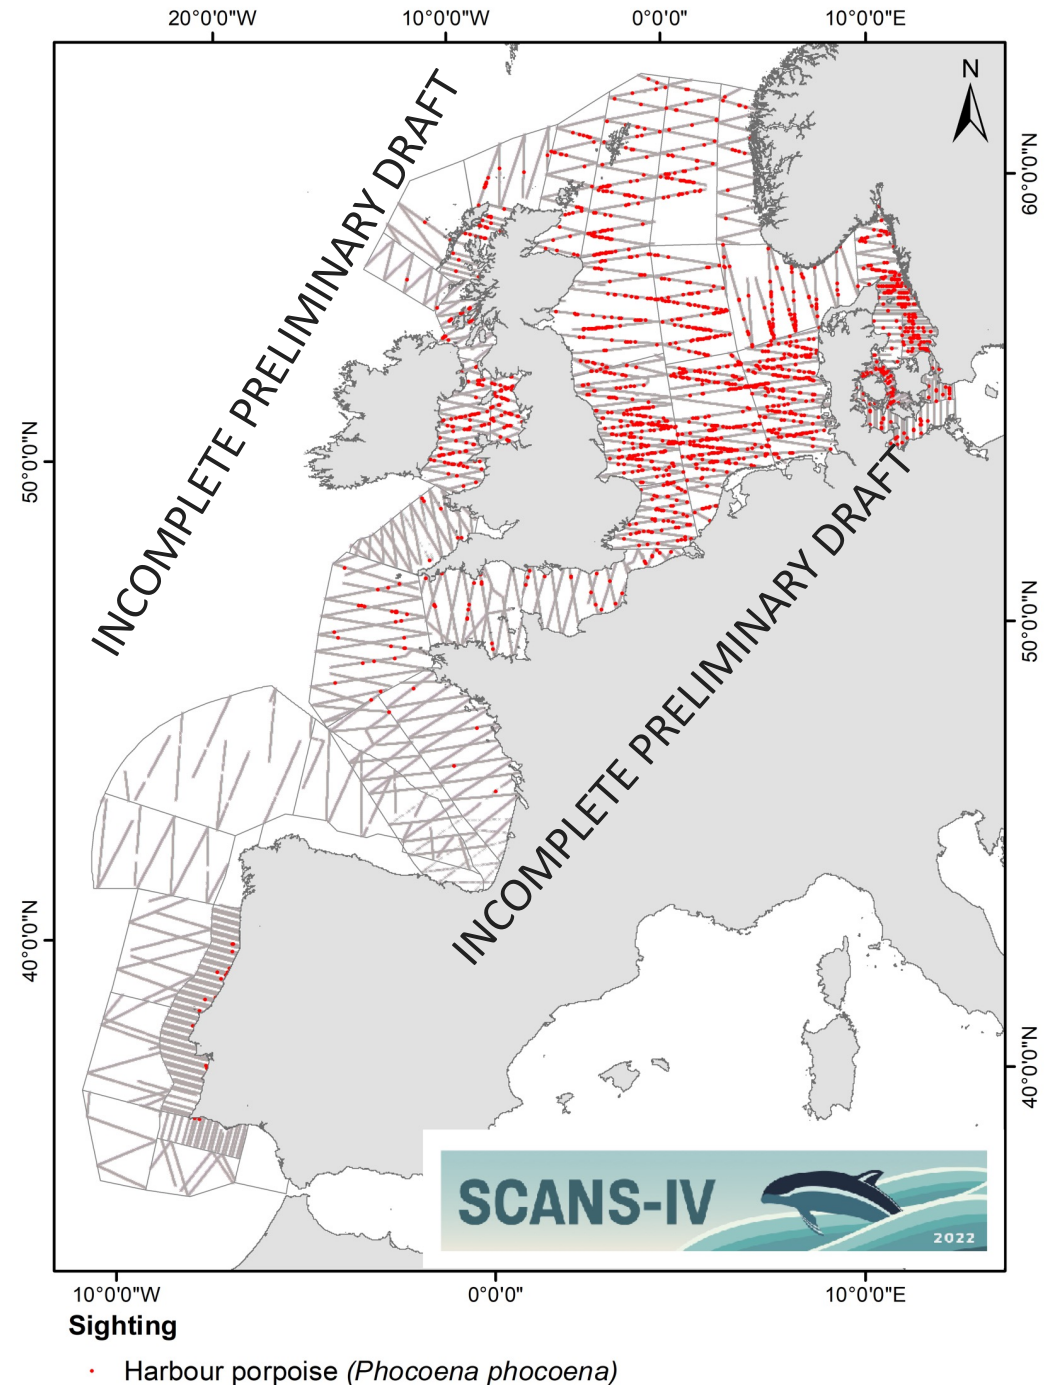 20°0'0"W
10°0'0"W
0°0'0"
10°0'0"E
N
60°0'0"N
INCOMPLETE PRELIMINARY DRAFT
50°0'0"N
INCOMPLETE PRELIMINARY DRAFT
50°0'0"N
40°0'0"N
40°0'0"N
SCANS-IV
2022
10°0'0"W
0°0'0"
10°0'0"E
Sighting
Harbour porpoise (Phocoena phocoena)